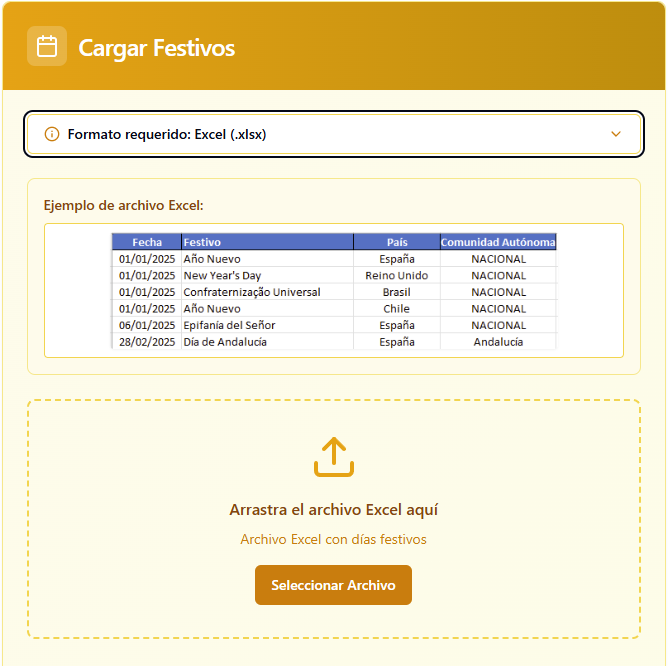 Cargar Festivos
Formato requerido: Excel (.xlsx)
Ejemplo de archivo Excel:
Fecha Festivo País Comunidad Autónoma
01/01/2025 Año Nuevo España NACIONAL
01/01/2025 New Year's Day Reino Unido NACIONAL
01/01/2025 Confraternização Universal Brasil NACIONAL
01/01/2025 Año Nuevo Chile NACIONAL
06/01/2025 Epifanía del Señor España NACIONAL
28/02/2025 Día de Andalucía España Andalucía
Arrastra el archivo Excel aquí
Archivo Excel con días festivos
Seleccionar Archivo